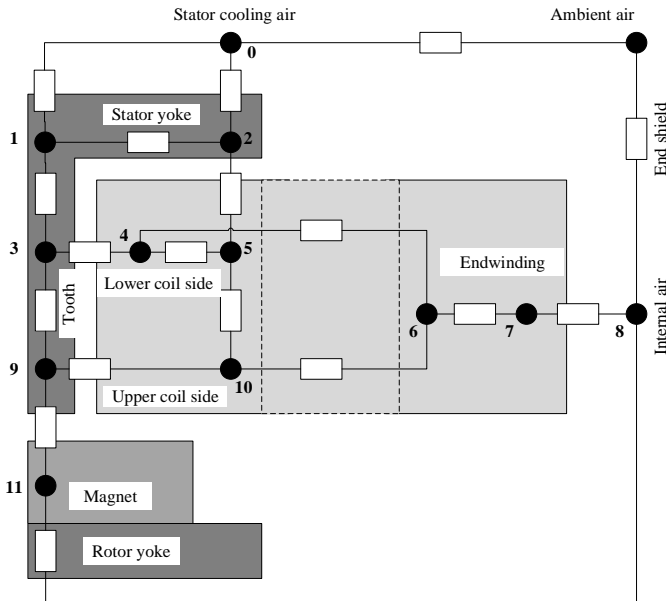 Stator cooling air
Ambient air
0
Stator yoke
1
2
End shield
3
4
5
Lower coil side
Endwinding
Tooth
6
7
8
Internal air
9
10
Upper coil side
11
Magnet
Rotor yoke